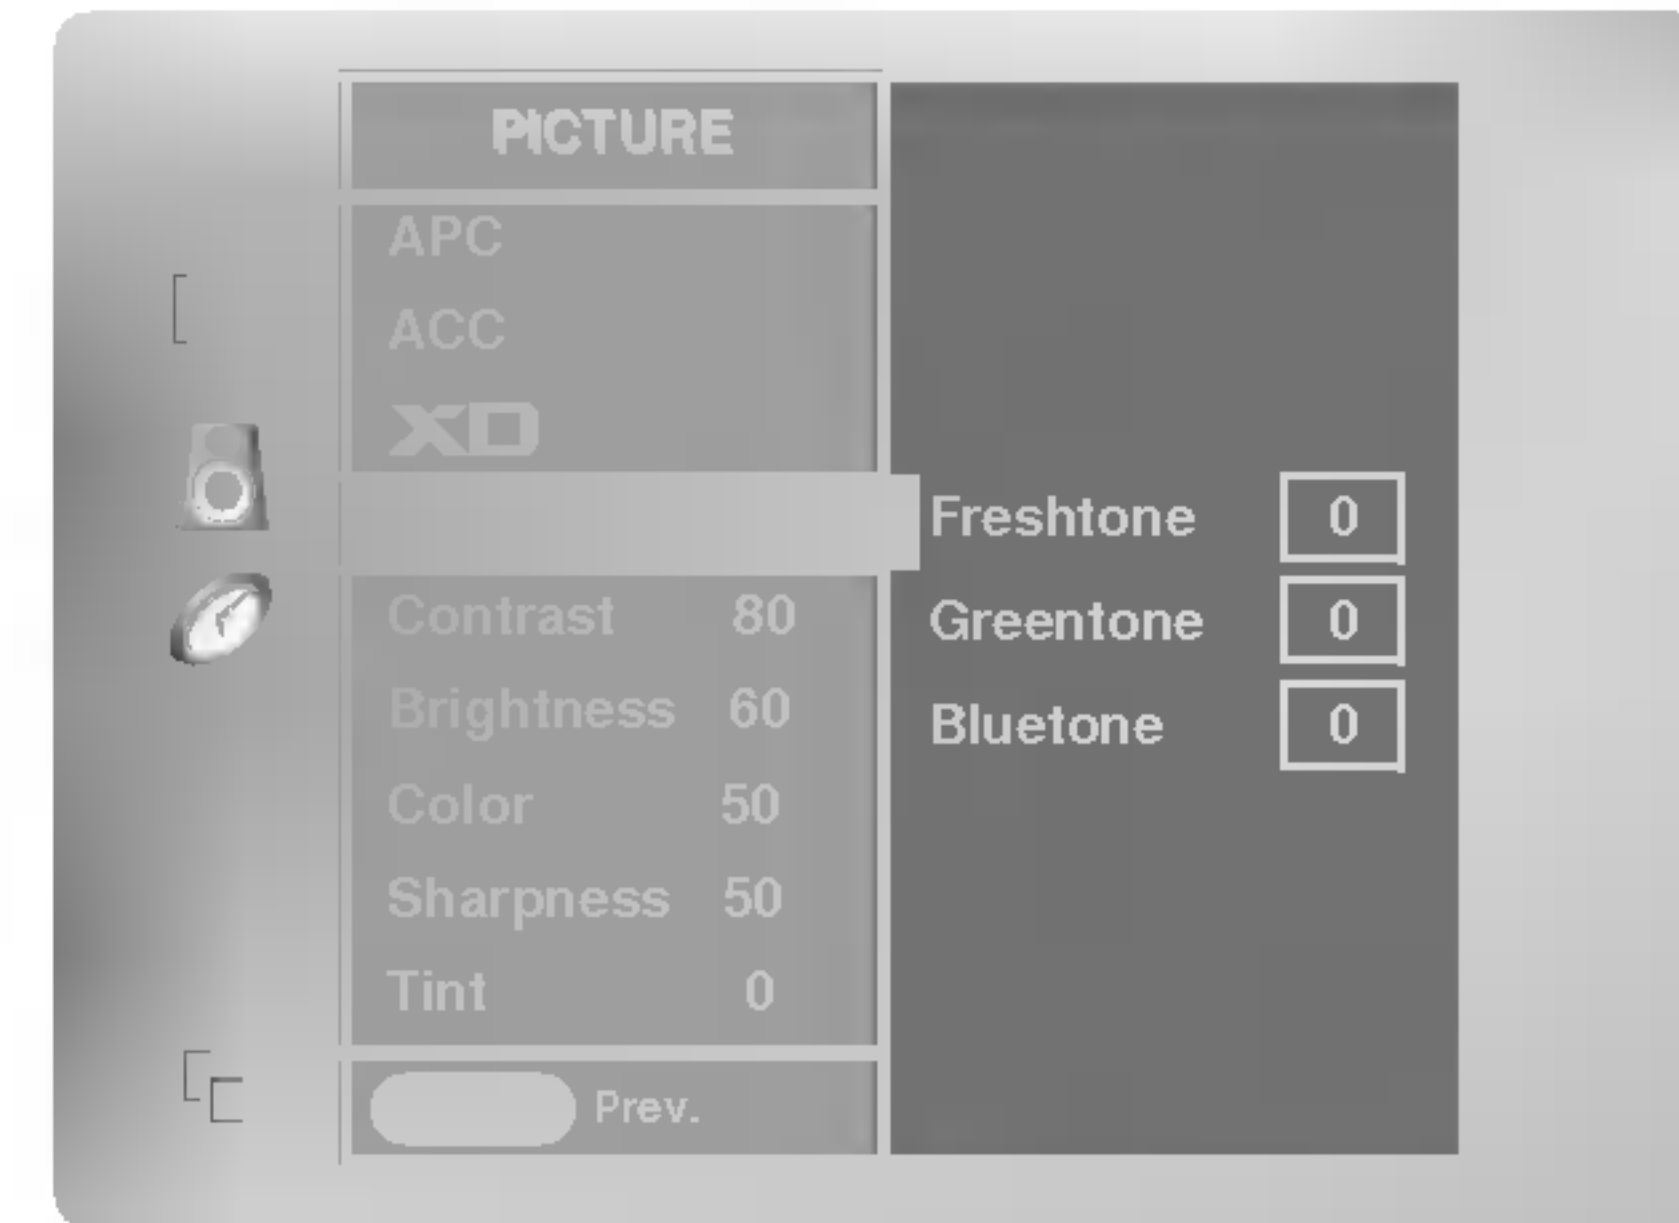 PICTURE
APC
ACC
XD
Freshtone 0
Greentone 0
Bluetone 0
Contrast 80
Brightness 60
Color 50
Sharpness 50
Tint 0
Prev.